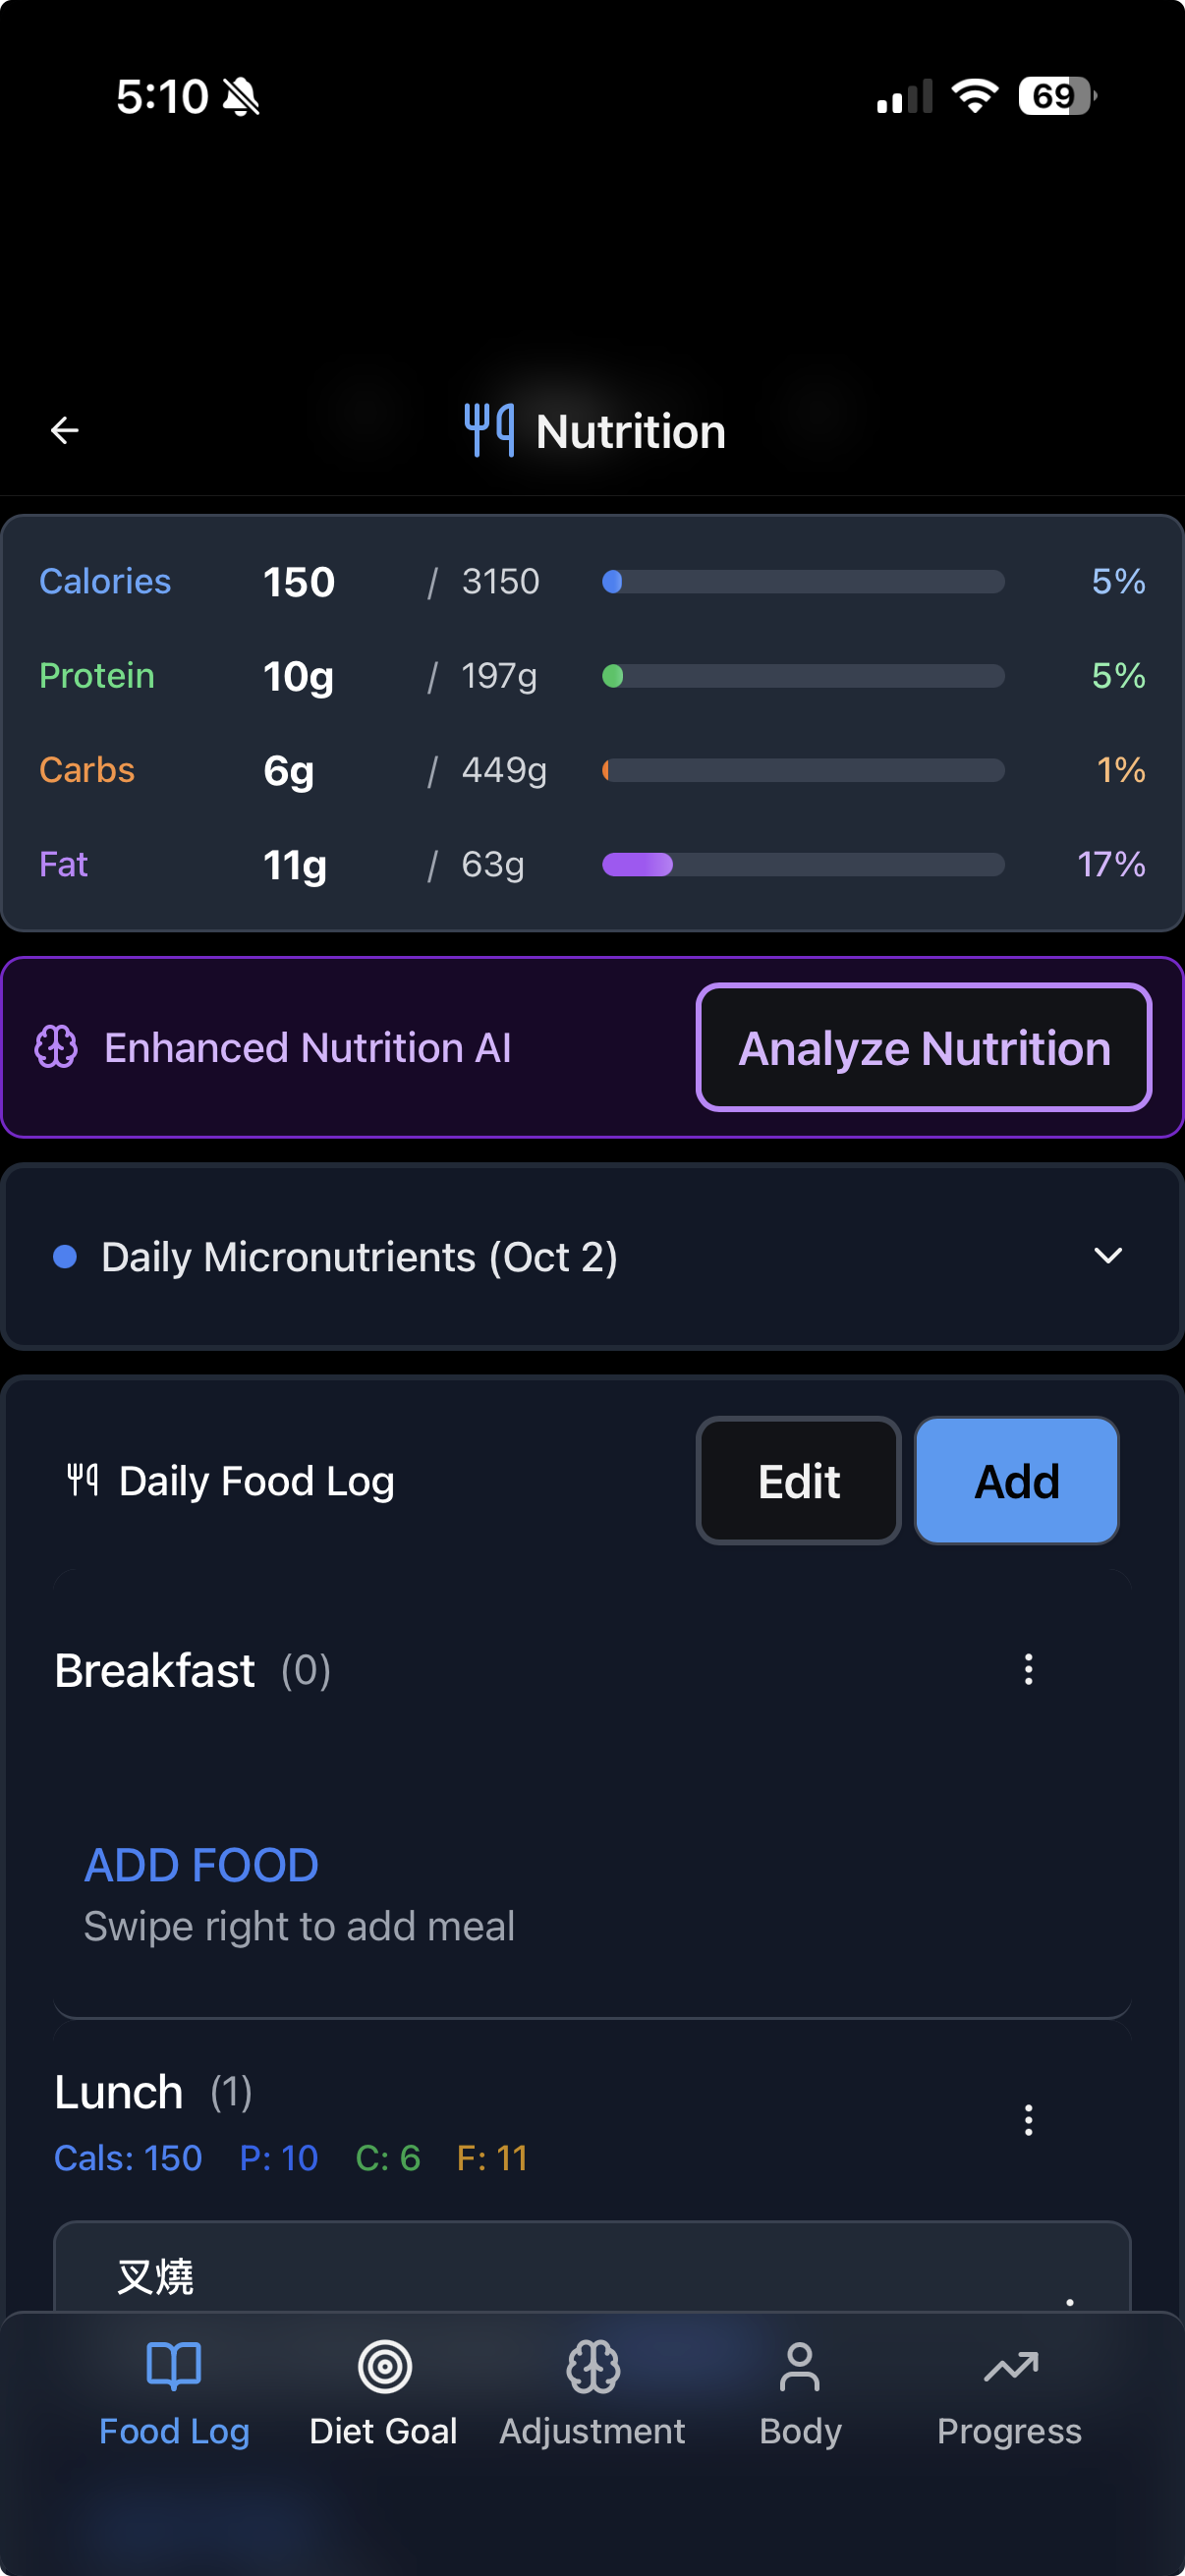 5:10
69
Nutrition
Calories 150 / 3150 5%
Protein 10g / 197g 5%
Carbs 6g / 449g 1%
Fat 11g / 63g 17%
Enhanced Nutrition AI Analyze Nutrition
Daily Micronutrients (Oct 2)
Daily Food Log Edit Add
Breakfast (0)
ADD FOOD
Swipe right to add meal
Lunch (1)
Cals: 150 P: 10 C: 6 F: 11
叉燒
Food Log Diet Goal Adjustment Body Progress